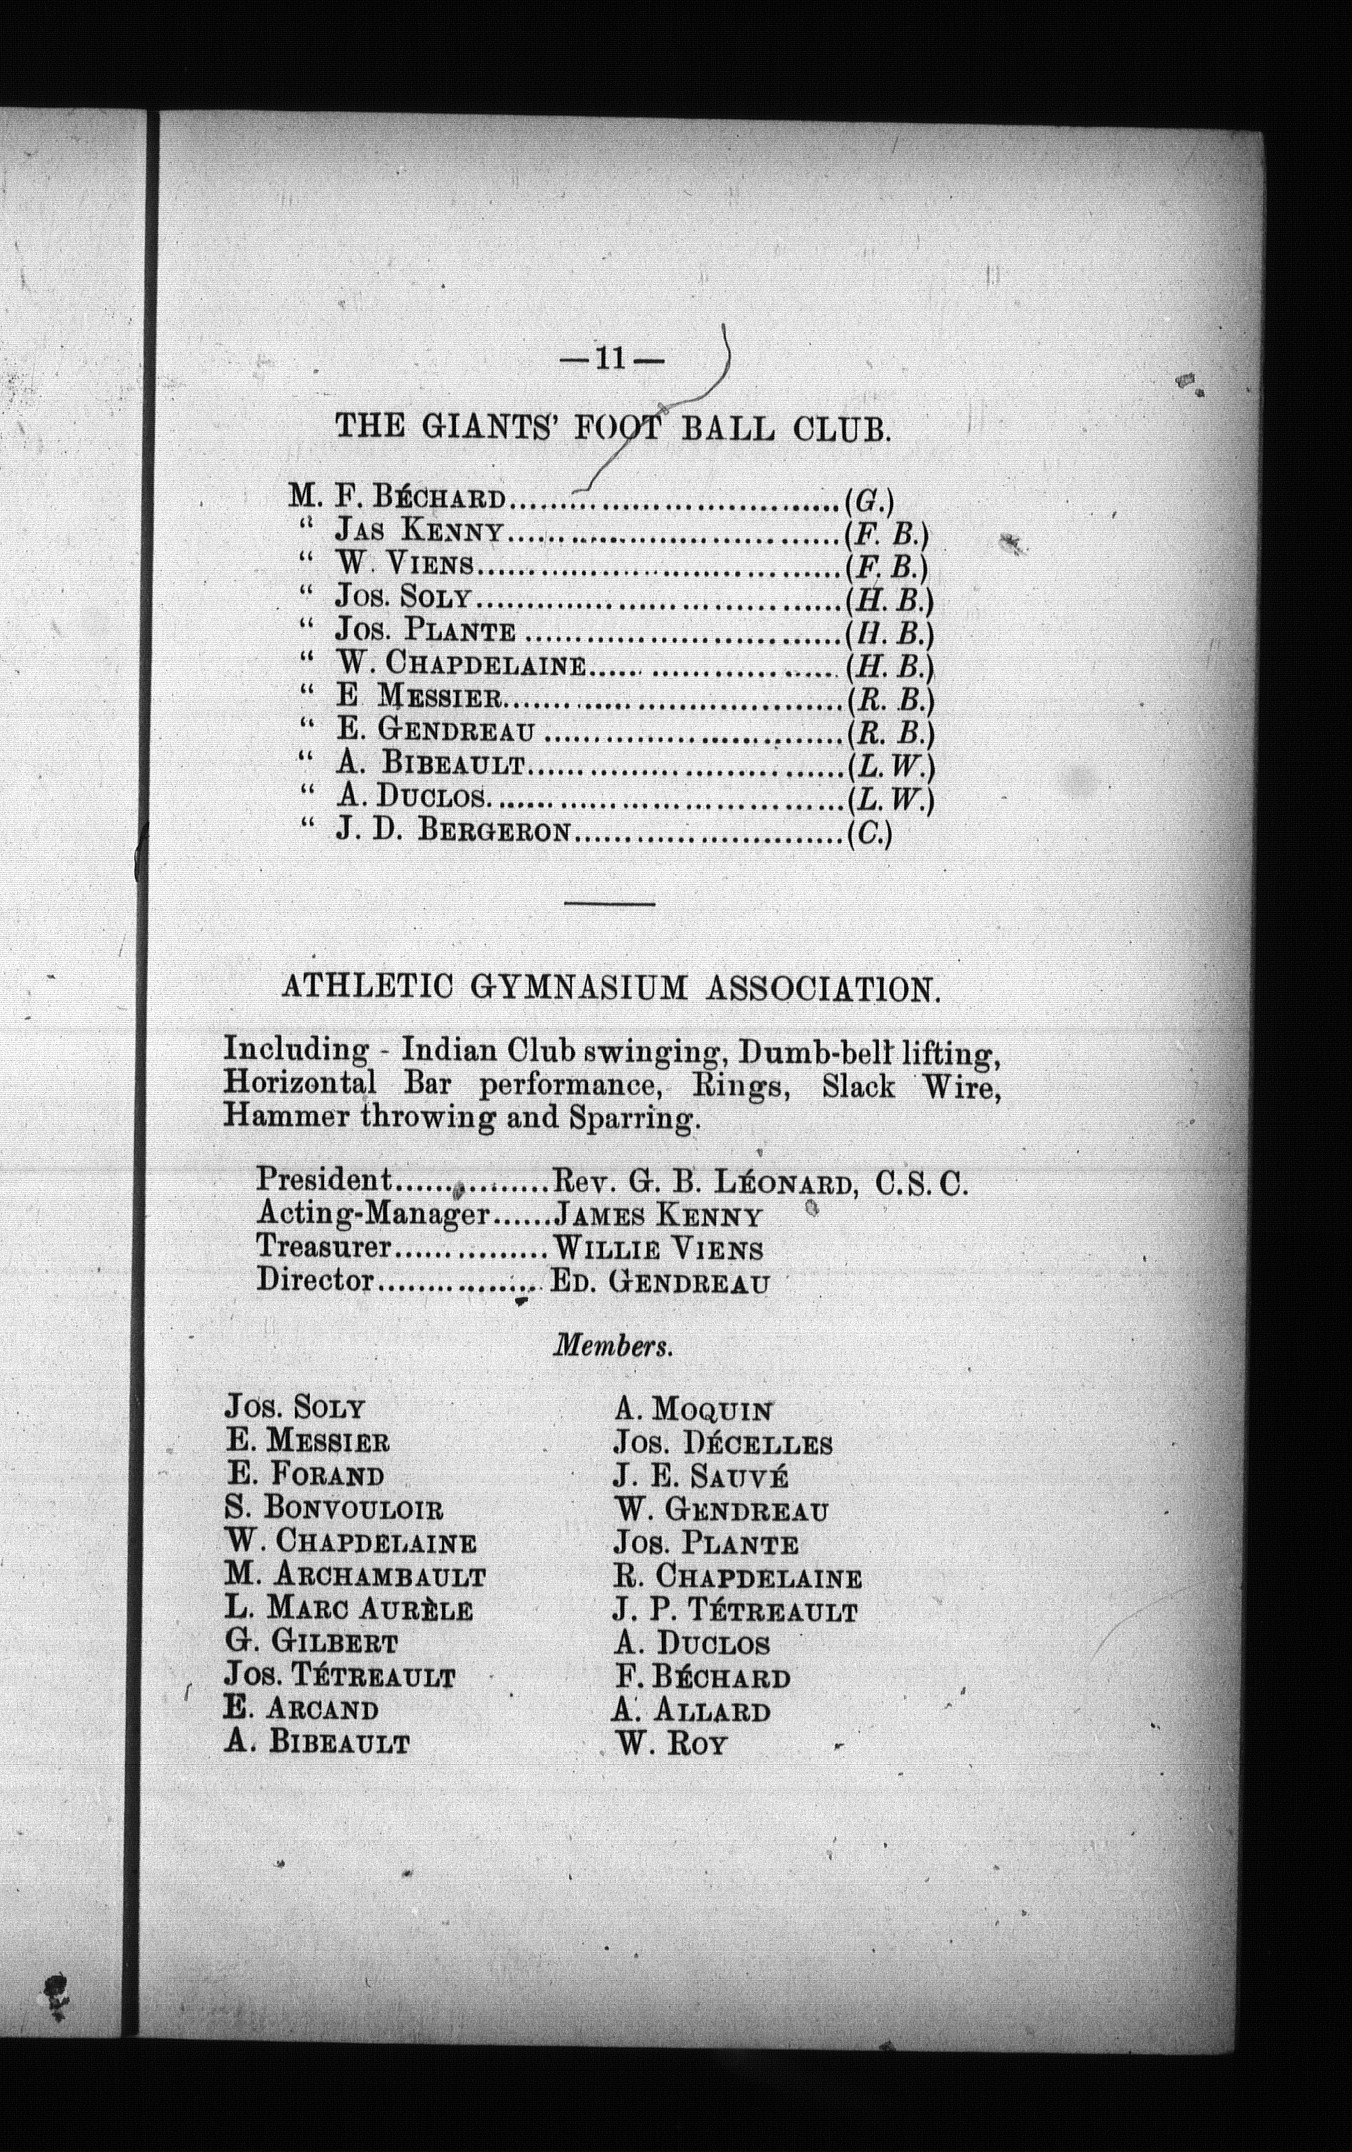 —11—
THE GIANTS' FOOT BALL CLUB.
M. F. BÉCHARD.................................(G.)
“ JAS KENNY.................................(F. B.)
“ W. VIENS.................................(F. B.)
“ JOS. SOLY.................................(H. B.)
“ JOS. PLANTE.................................(H. B.)
“ W. CHAPDELAINE.................................(H. B.)
“ E MESSIER.................................(R. B.)
“ E. GENDREAU.................................(R. B.)
“ A. BIBEAULT.................................(L. W.)
“ A. DUCLOS.................................(L. W.)
“ J. D. BERGERON.................................(C.)
ATHLETIC GYMNASIUM ASSOCIATION.
Including - Indian Club swinging, Dumb-bell lifting,
Horizontal Bar performance, Rings, Slack Wire,
Hammer throwing and Sparring.
President...............REV. G. B. LÉONARD, C. S. C.
Acting-Manager......JAMES KENNY
Treasurer...............WILLIE VIENS
Director................ED. GENDREAU
Members.
JOS. SOLY A. MOQUIN
E. MESSIER JOS. DÉCELLES
E. FORAND J. E. SAUVÉ
S. BONVOULOIR W. GENDREAU
W. CHAPDELAINE JOS. PLANTE
M. ARCHAMBAULT R. CHAPDELAINE
L. MARC AURÈLE J. P. TÉTREAULT
G. GILBERT A. DUCLOS
JOS. TÉTREAULT F. BÉCHARD
E. ARCAND A. ALLARD
A. BIBEAULT W. ROY